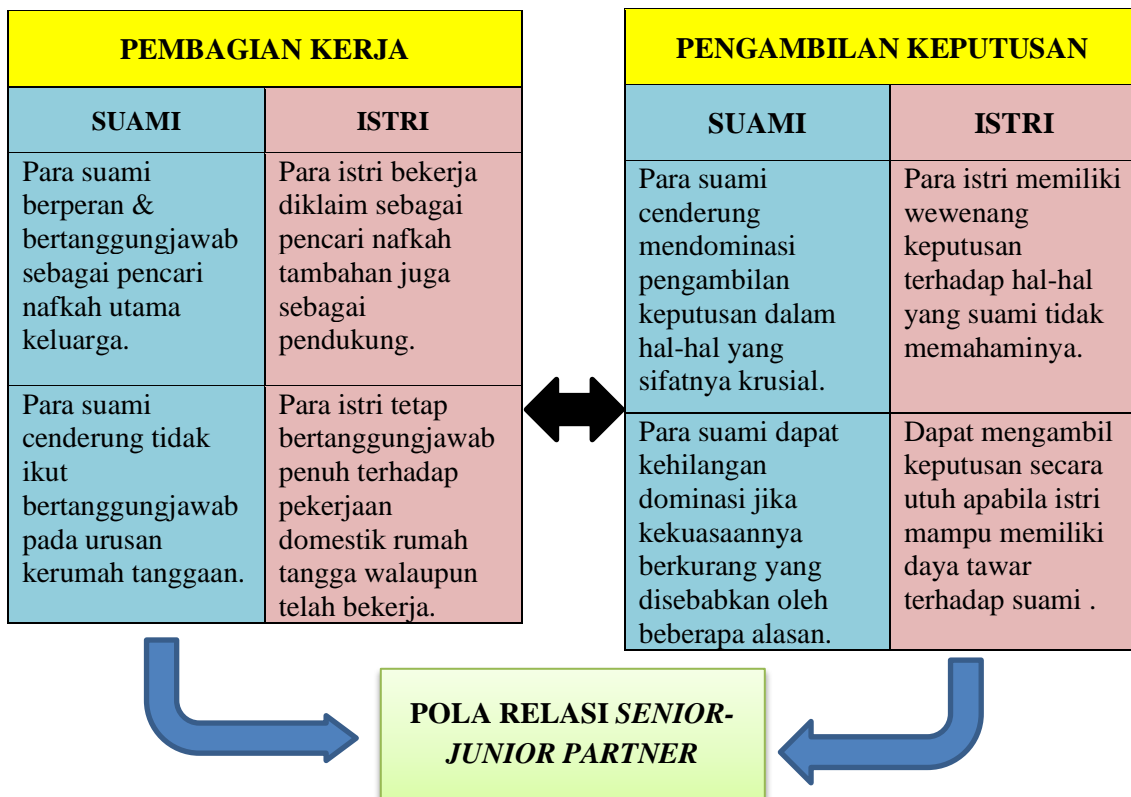 PEMBAGIAN KERJA
SUAMI
ISTRI
Para suami
berperan &
bertanggungjawab
sebagai pencari
nafkah utama
keluarga.
Para istri bekerja
diklaim sebagai
pencari nafkah
tambahan juga
sebagai
pendukung.
Para suami
cenderung tidak
ikut
bertanggungjawab
pada urusan
kerumah tanggaan.
Para istri tetap
bertanggungjawab
penuh terhadap
pekerjaan
domestik rumah
tangga walaupun
telah bekerja.
PENGAMBILAN KEPUTUSAN
SUAMI
ISTRI
Para suami
cenderung
mendominasi
pengambilan
keputusan dalam
hal-hal yang
sifatnya krusial.
Para istri memiliki
wewenang
keputusan
terhadap hal-hal
yang suami tidak
memahaminya.
Para suami dapat
kehilangan
dominasi jika
kekuasaannya
berkurang yang
disebabkan oleh
beberapa alasan.
Dapat mengambil
keputusan secara
utuh apabila istri
mampu memiliki
daya tawar
terhadap suami .
POLA RELASI SENIOR-
JUNIOR PARTNER